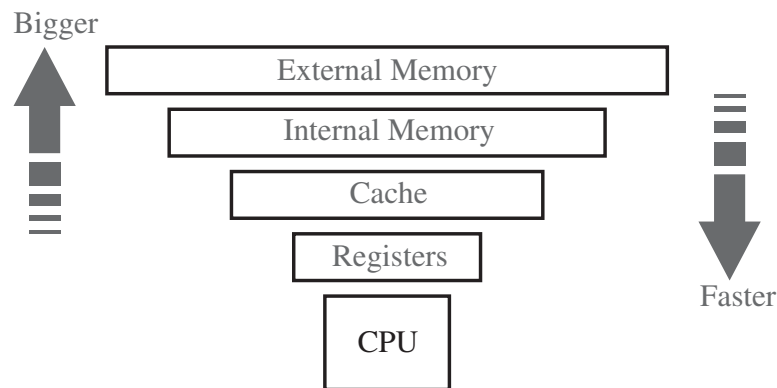 Bigger
External Memory
Internal Memory
Cache
Registers
Faster
CPU